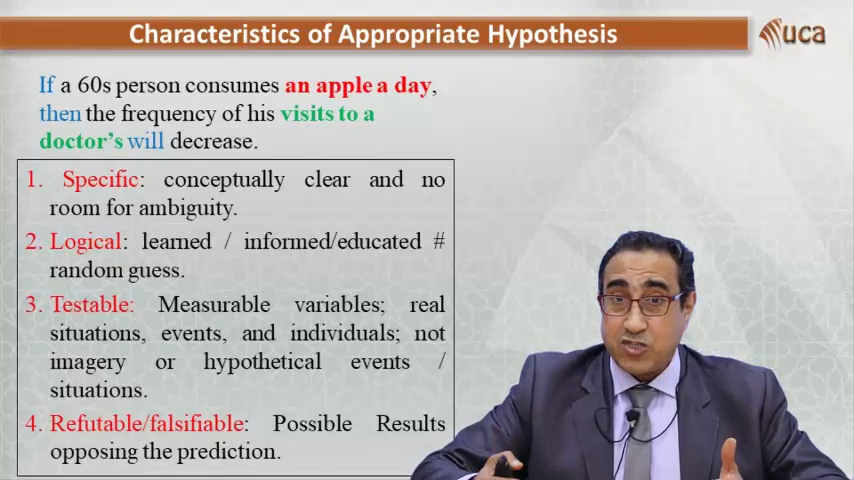 Characteristics of Appropriate Hypothesis
uca
If a 60s person consumes an apple a day,
then the frequency of his visits to a
doctor's will decrease.
1. Specific: conceptually clear and no
room for ambiguity.
2. Logical: learned / informed/educated #
random guess.
3. Testable: Measurable variables; real
situations, events, and individuals; not
imagery or hypothetical events /
situations.
4. Refutable/falsifiable: Possible Results
opposing the prediction.